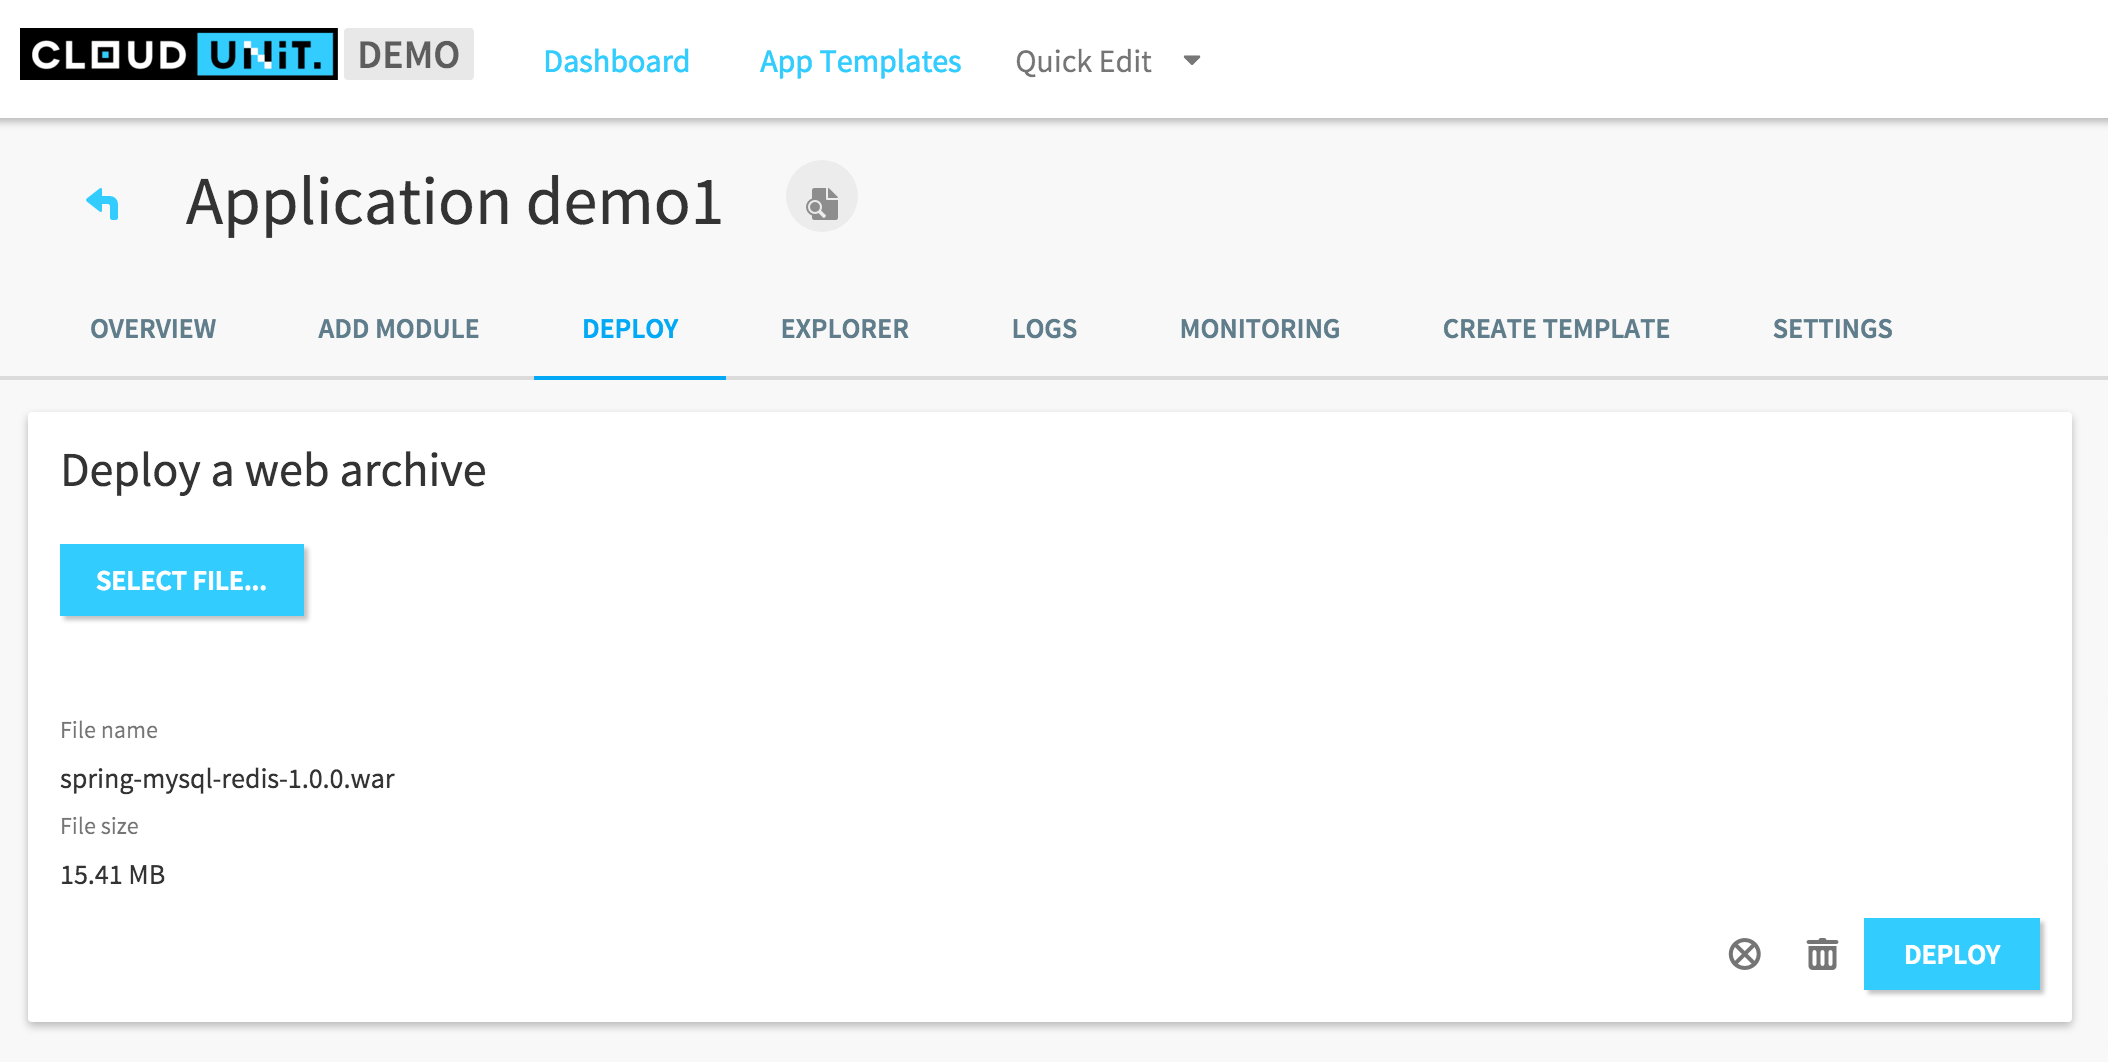 CLOUD UNiT. DEMO Dashboard App Templates Quick Edit
Application demo1
OVERVIEW ADD MODULE DEPLOY EXPLORER LOGS MONITORING CREATE TEMPLATE SETTINGS
Deploy a web archive
SELECT FILE...
File name
spring-mysql-redis-1.0.0.war
File size
15.41 MB
DEPLOY